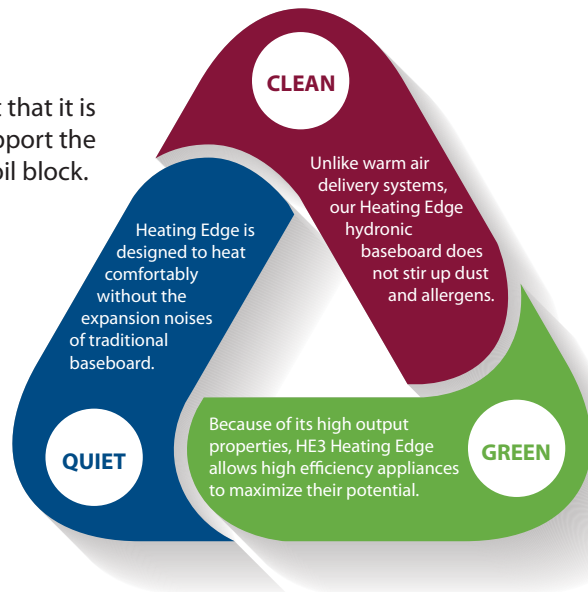 that it is
port the
oil block.
CLEAN
Unlike warm air
delivery systems,
our Heating Edge
hydronic
baseboard does
not stir up dust
and allergens.
Heating Edge is
designed to heat
comfortably
without the
expansion noises
of traditional
baseboard.
QUIET
Because of its high output
properties, HE3 Heating Edge
allows high efficiency appliances
to maximize their potential.
GREEN